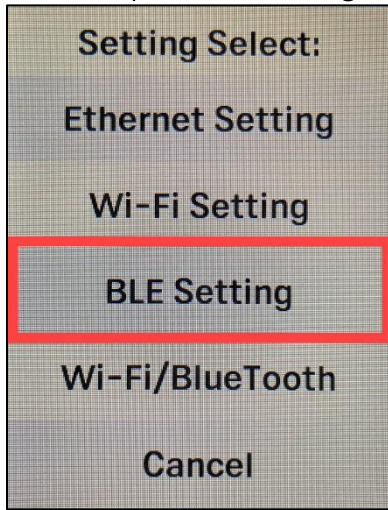 Setting Select:
Ethernet Setting
Wi-Fi Setting
BLE Setting
Wi-Fi/BlueTooth
Cancel